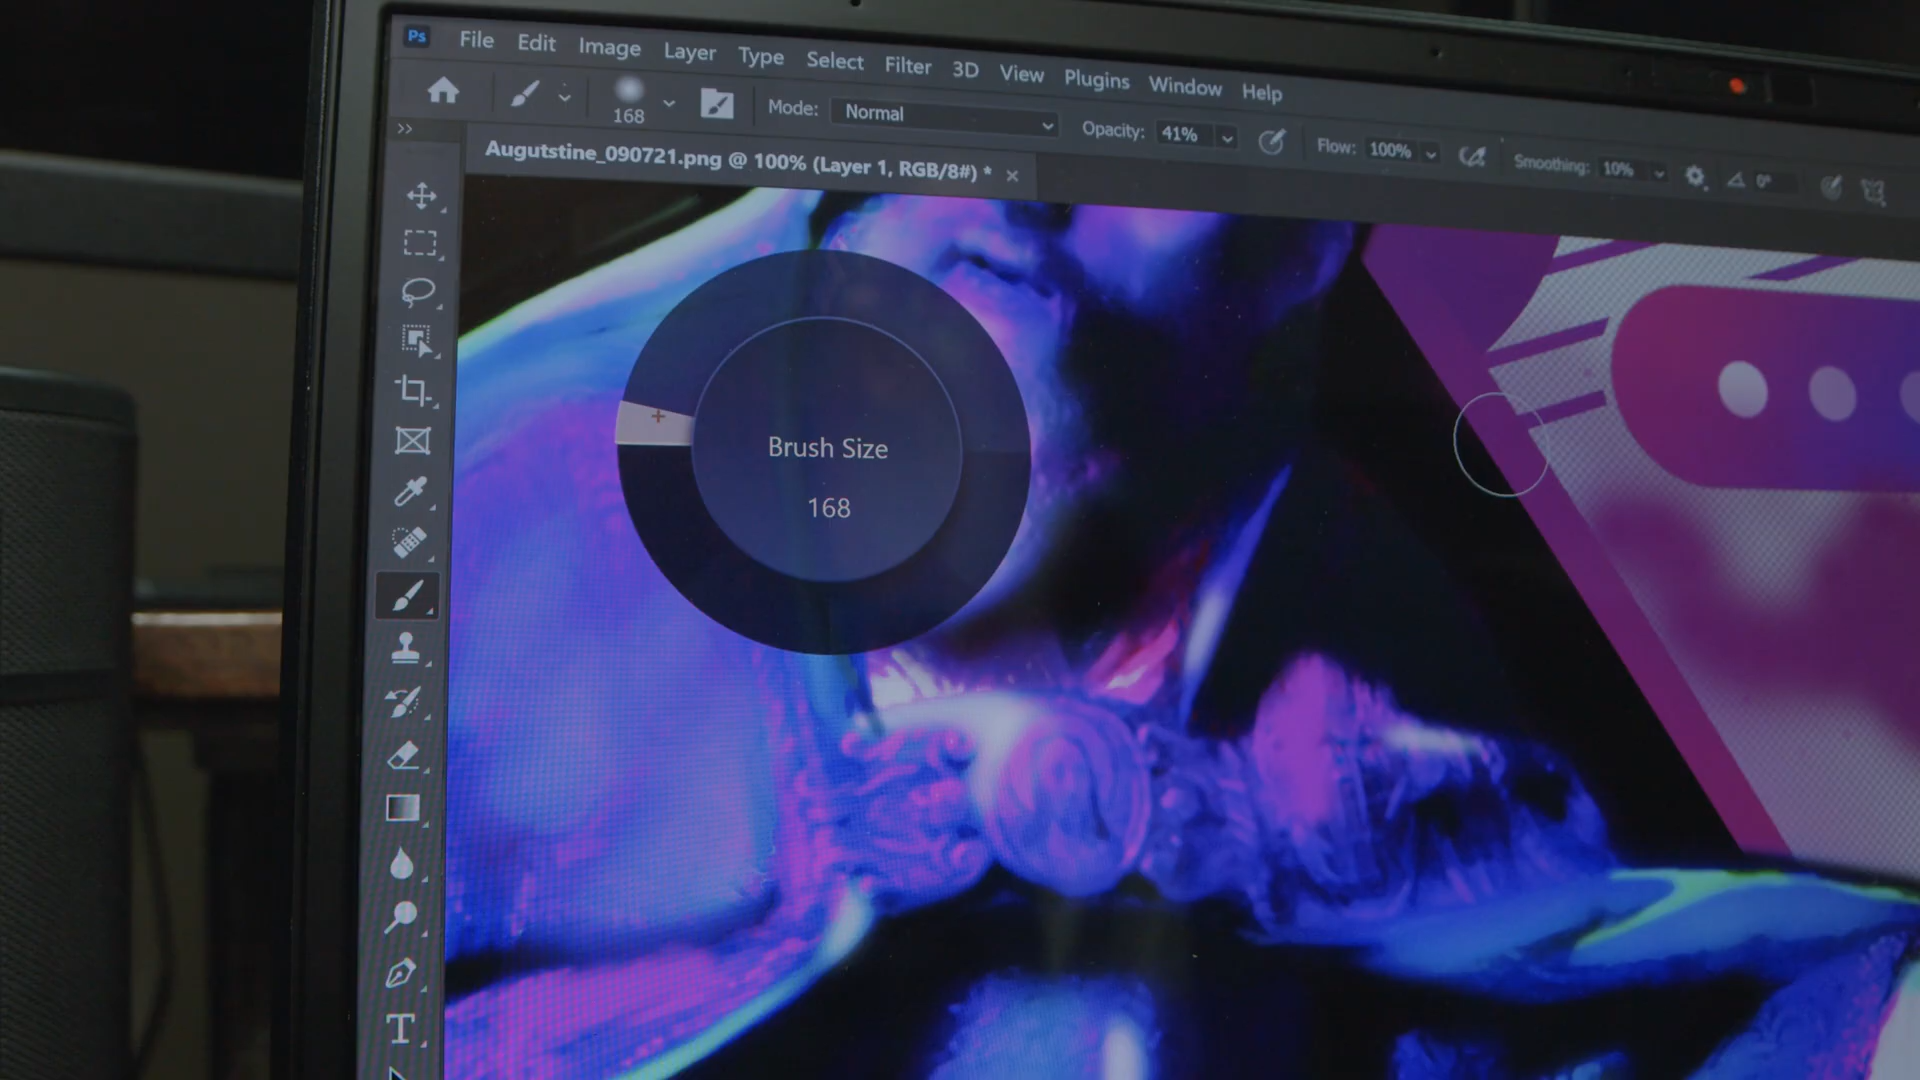 Ps File Edit Image Layer Type Select Filter 3D View Plugins Window Help
168 Mode: Normal Opacity: 41% Flow: 100% Smoothing: 10% 0°
Augutstine_090721.png @ 100% (Layer 1, RGB/8#) *
Brush Size
168